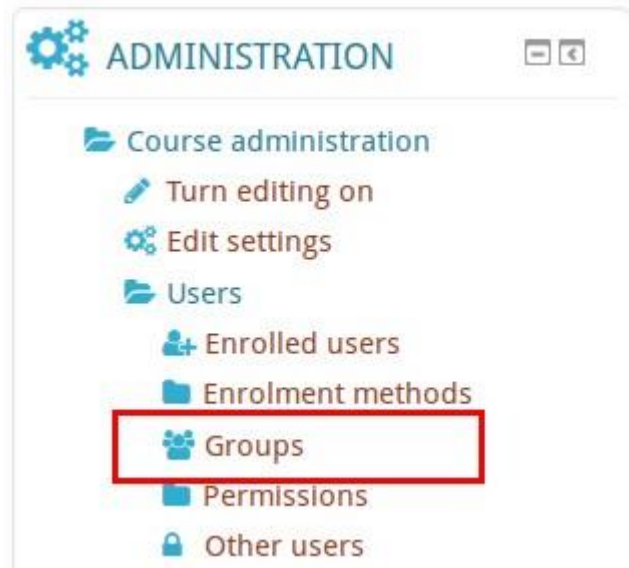 ADMINISTRATION
Course administration
Turn editing on
Edit settings
Users
Enrolled users
Enrolment methods
Groups
Permissions
Other users